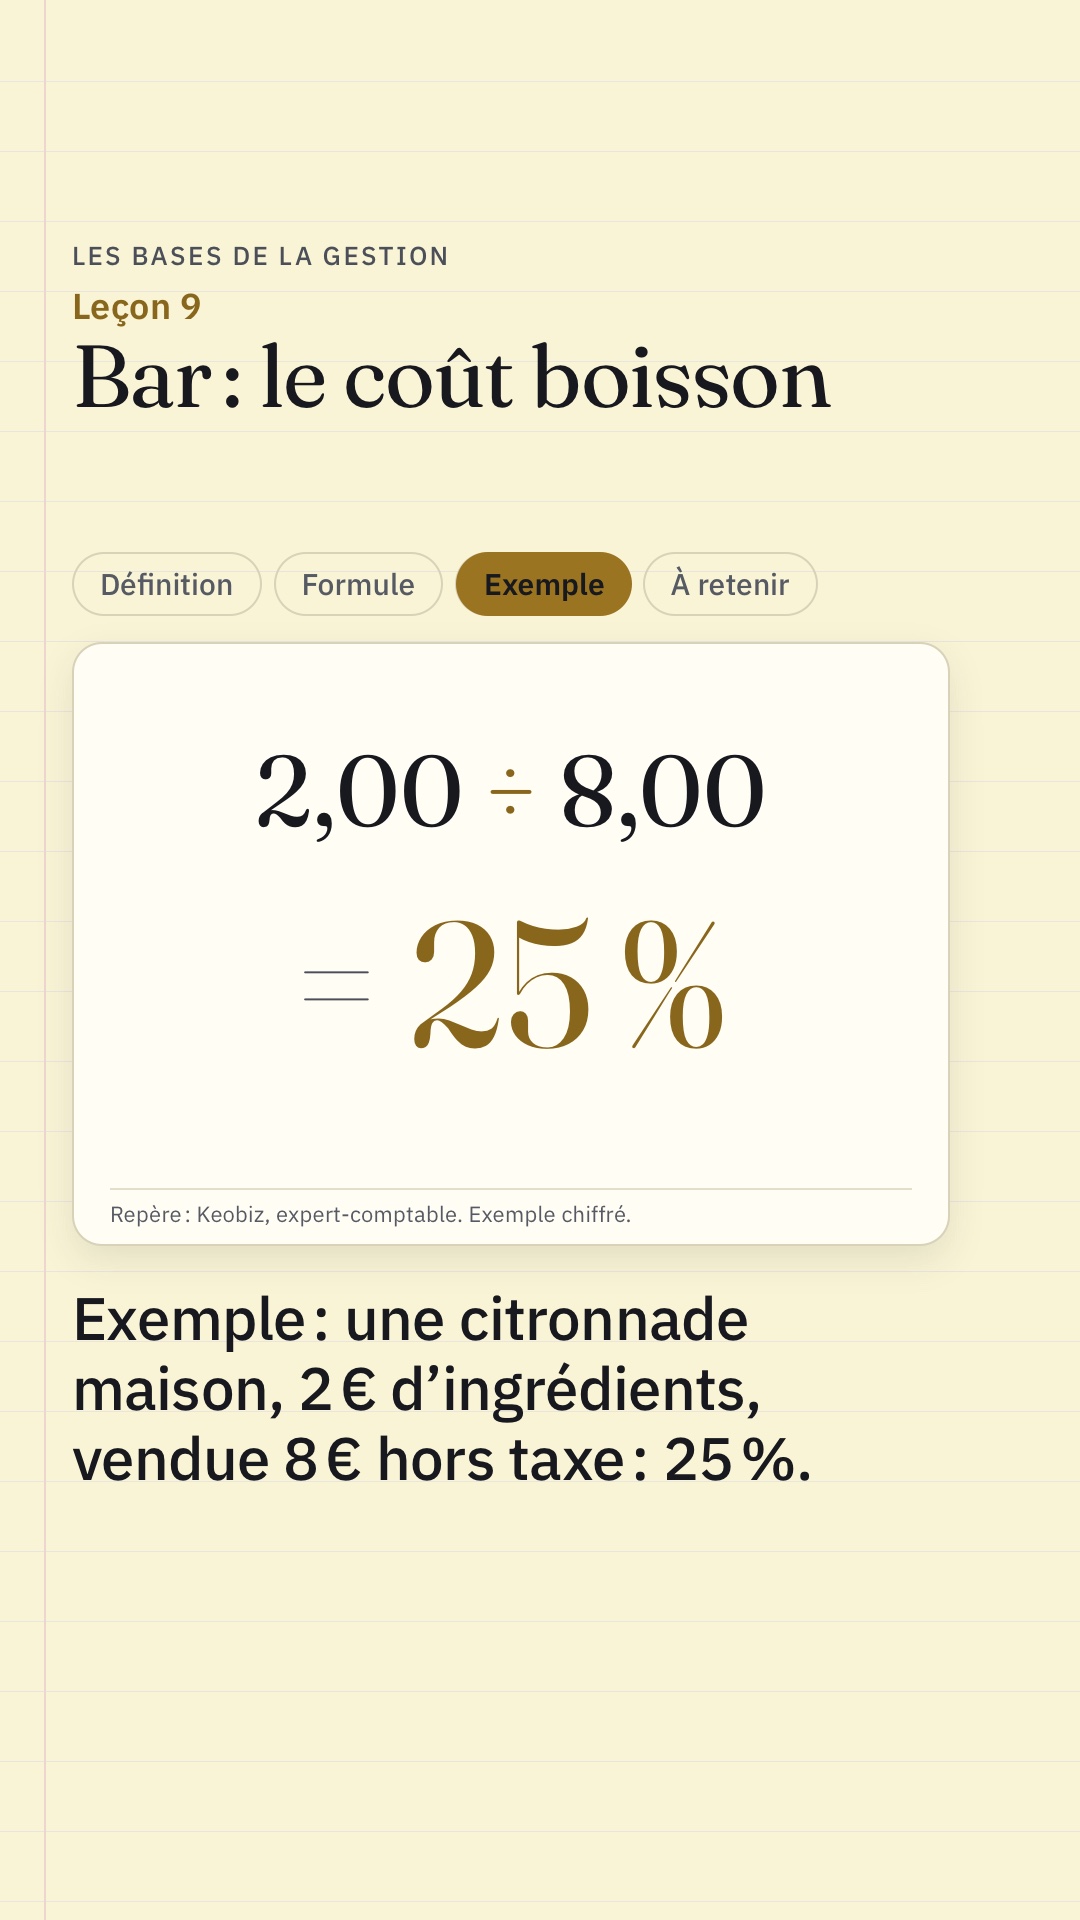 LES BASES DE LA GESTION
Leçon 9
Bar : le coût boisson
Définition
Formule
Exemple
À retenir
2,00 ÷ 8,00
= 25 %
Repère : Keobiz, expert-comptable. Exemple chiffré.
Exemple : une citronnade
maison, 2 € d’ingrédients,
vendue 8 € hors taxe : 25 %.